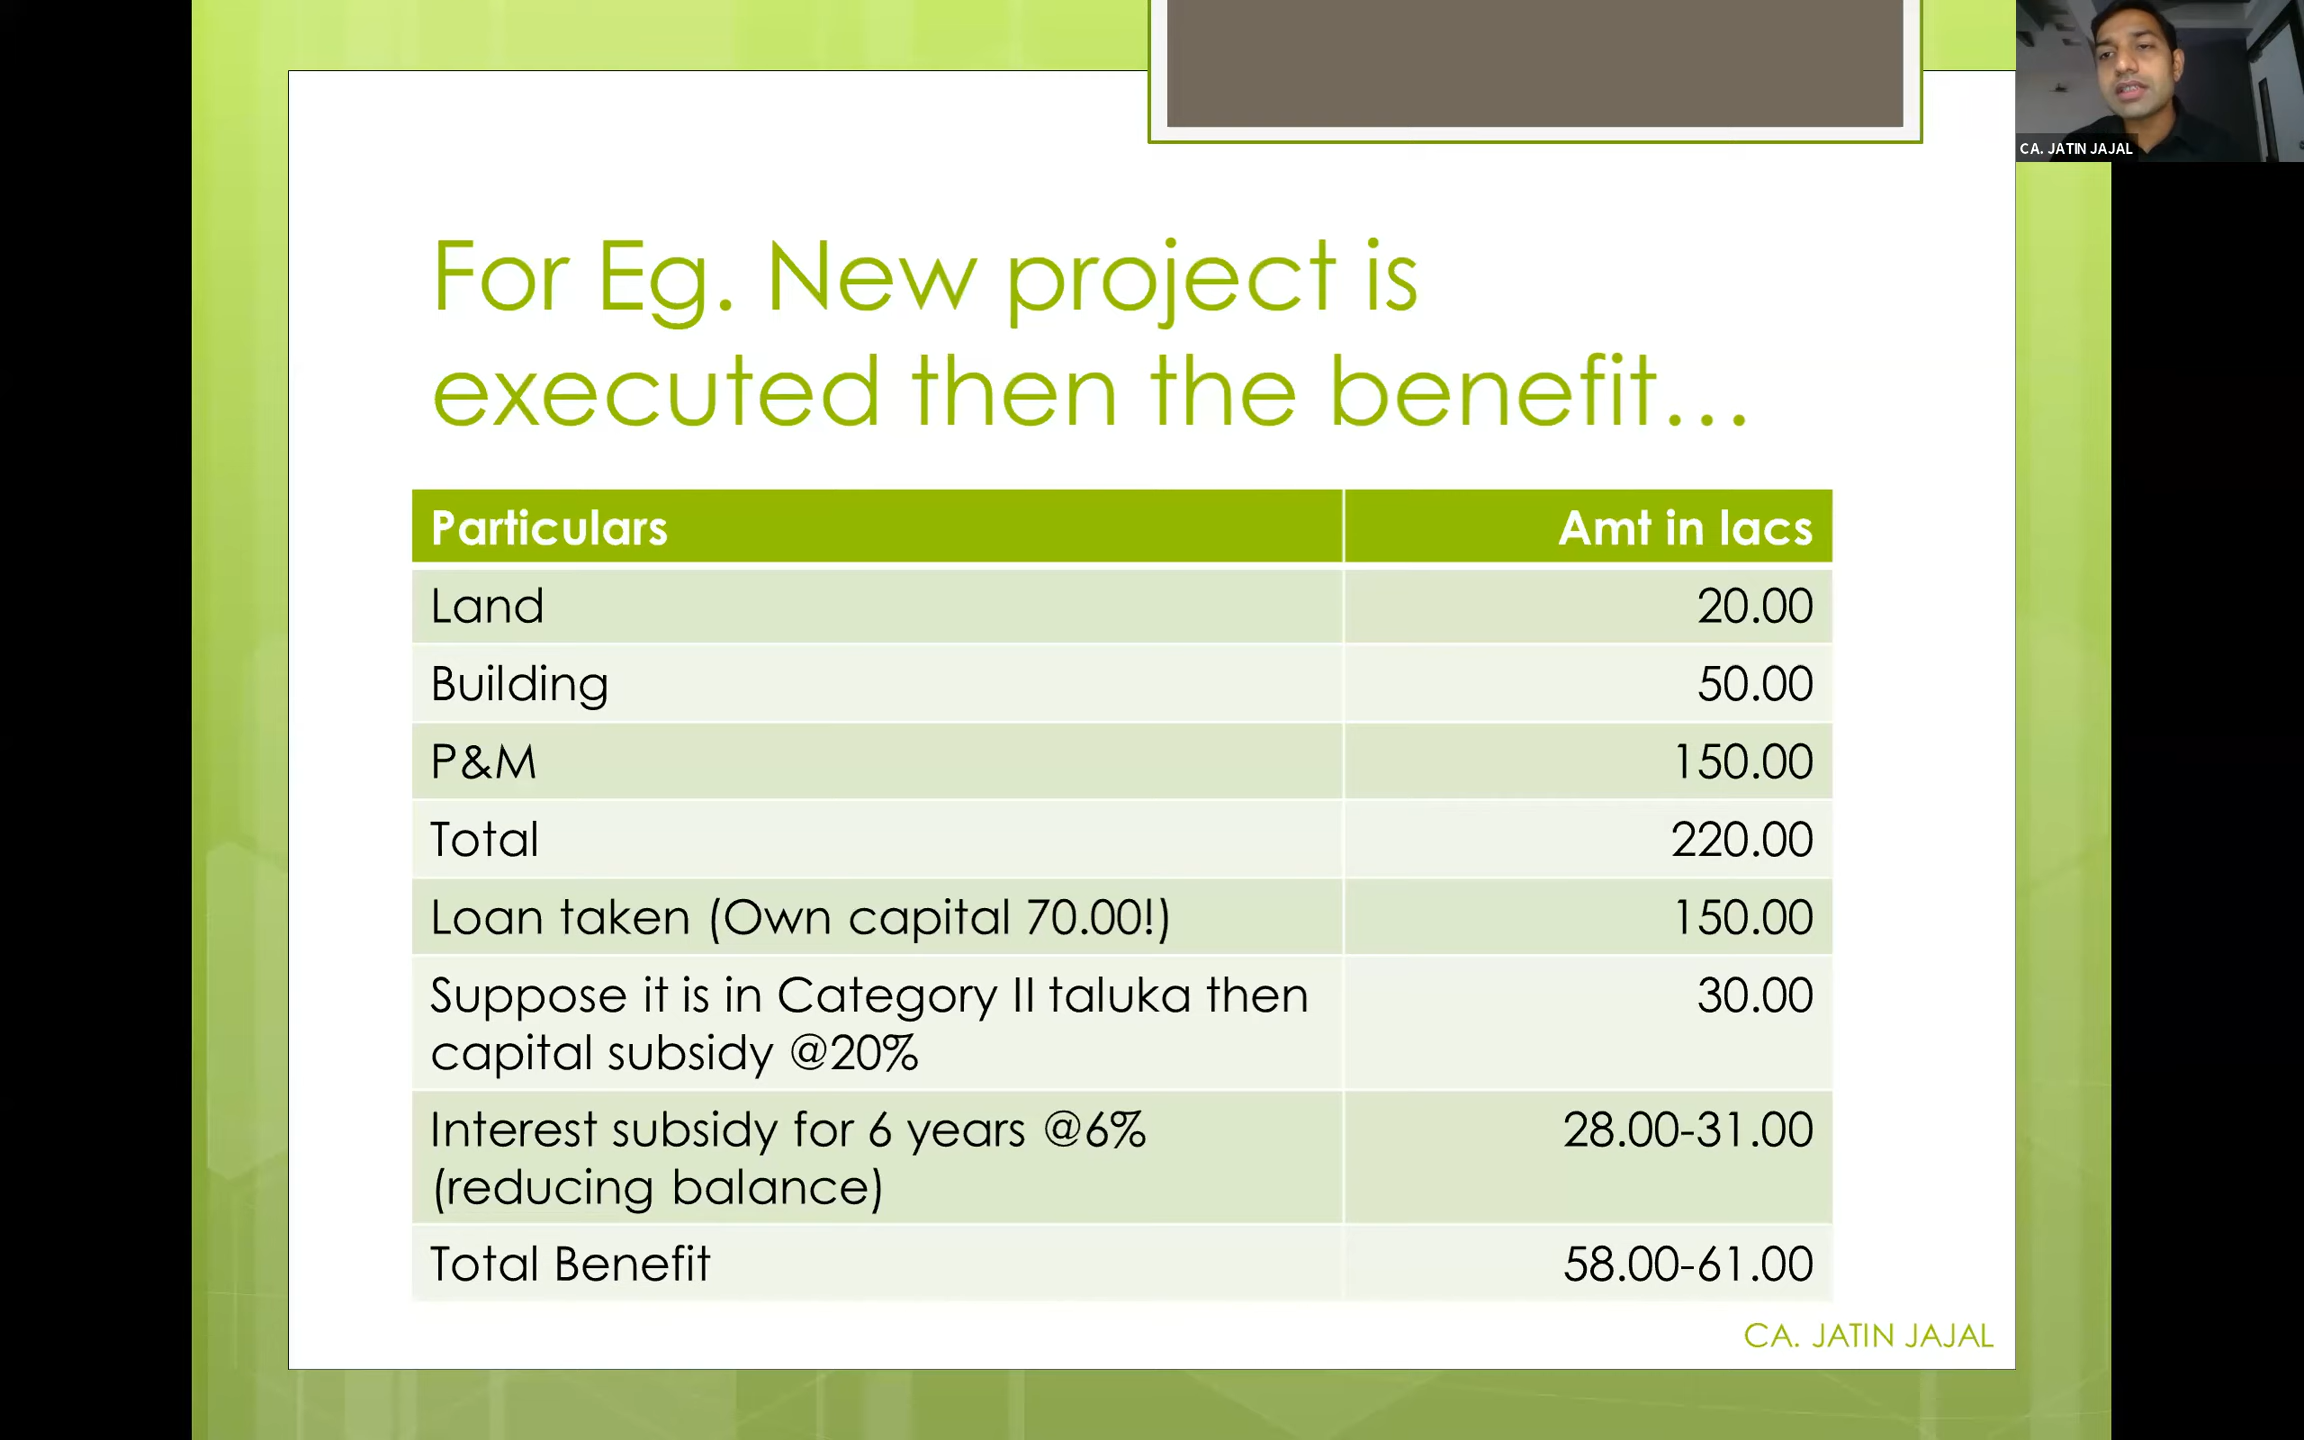 CA. JATIN JAJAL
For Eg. New project is
executed then the benefit...
Particulars Amt in lacs
Land 20.00
Building 50.00
P&M 150.00
Total 220.00
Loan taken (Own capital 70.00!) 150.00
Suppose it is in Category II taluka then 30.00
capital subsidy @20%
Interest subsidy for 6 years @6% 28.00-31.00
(reducing balance)
Total Benefit 58.00-61.00
CA. JATIN JAJAL